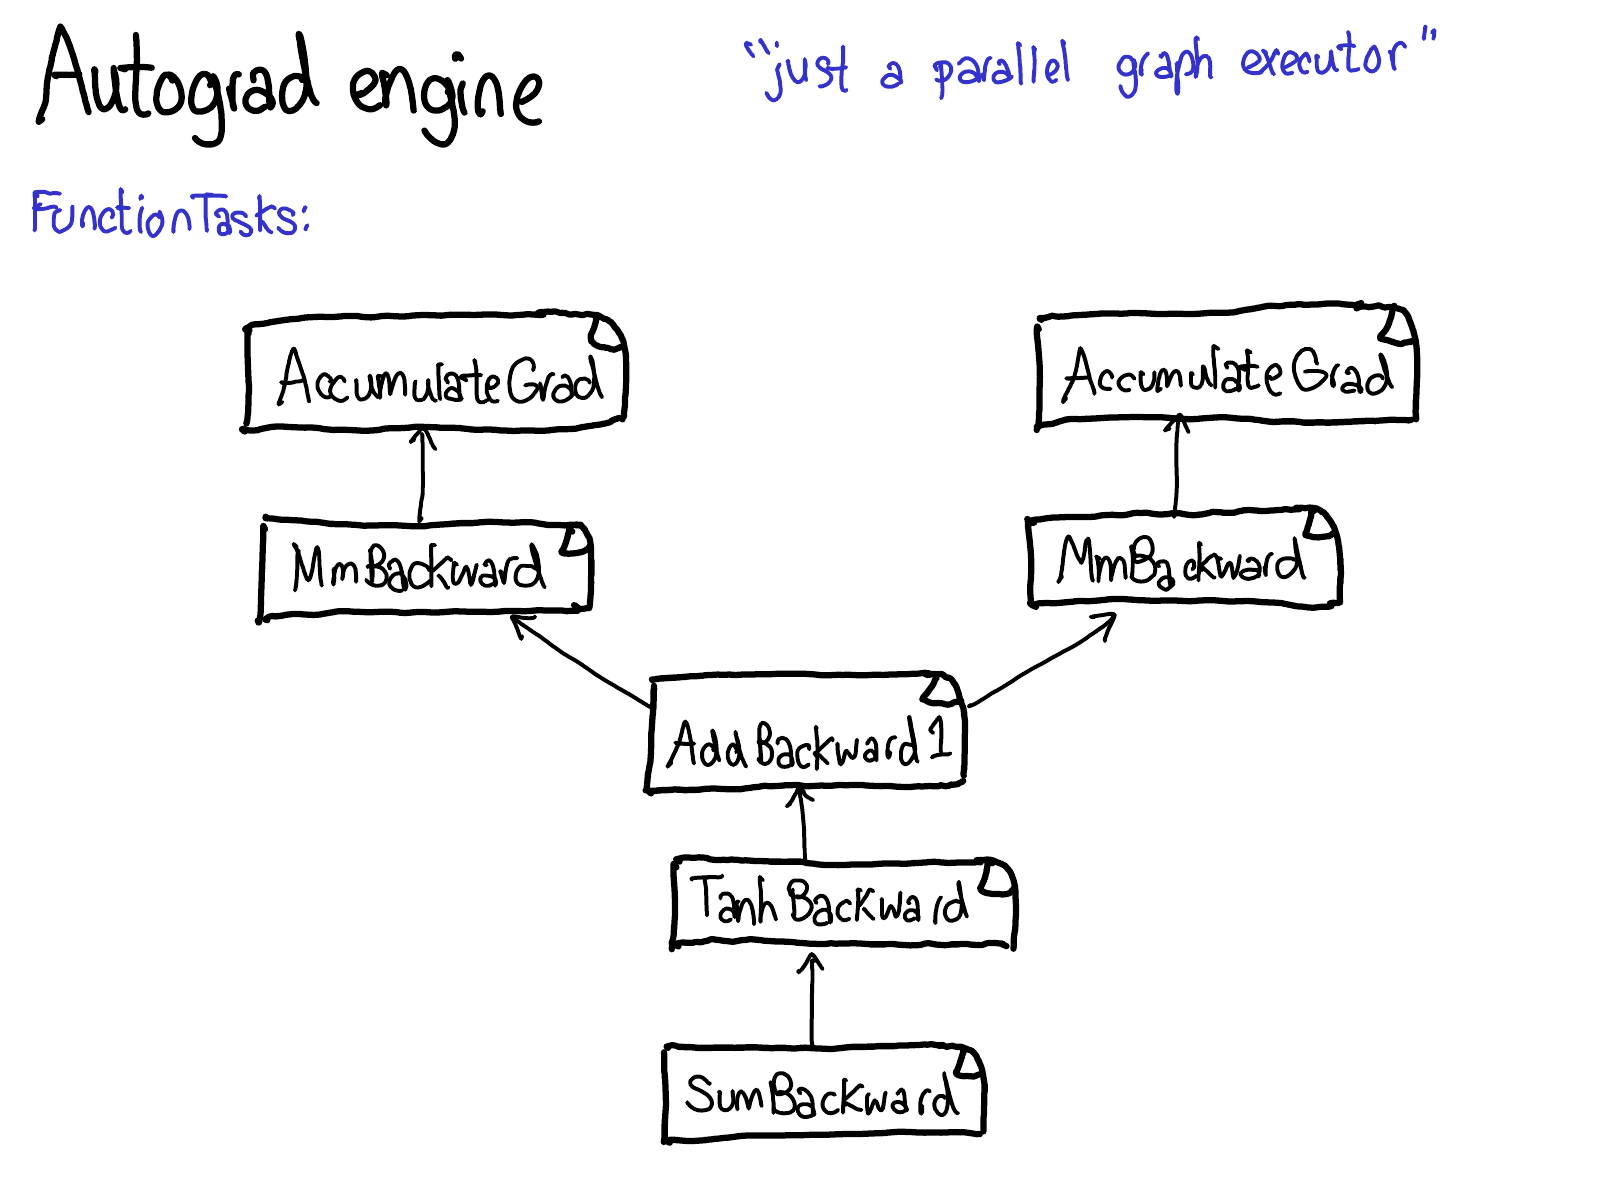 Autograd engine
"just a parallel graph executor"
FunctionTasks:
AccumulateGrad
AccumulateGrad
MmBackward
MmBackward
AddBackward1
TanhBackward
SumBackward